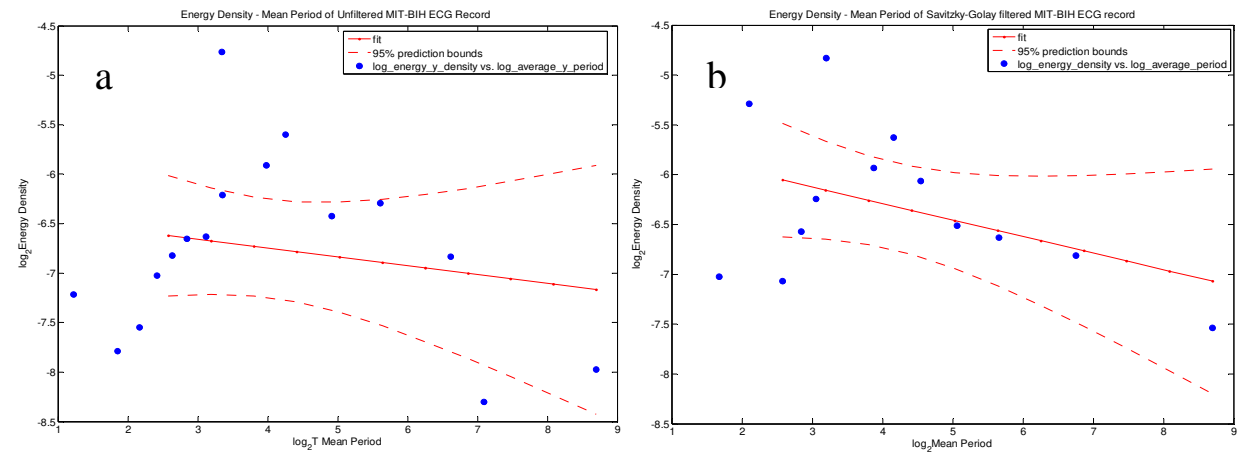 Energy Density - Mean Period of Unfiltered MIT-BIH ECG Record
a
fit
95% prediction bounds
log_energy_y_density vs. log_average_y_period
-4.5
-5
-5.5
-6
-6.5
-7
-7.5
-8
-8.5
log2Energy Density
1 2 3 4 5 6 7 8 9
log2T Mean Period
Energy Density - Mean Period of Savitzky-Golay filtered MIT-BIH ECG record
b
fit
95% prediction bounds
log_energy_density vs. log_average_period
-4.5
-5
-5.5
-6
-6.5
-7
-7.5
-8
-8.5
log2Energy Density
1 2 3 4 5 6 7 8 9
log2Mean Period